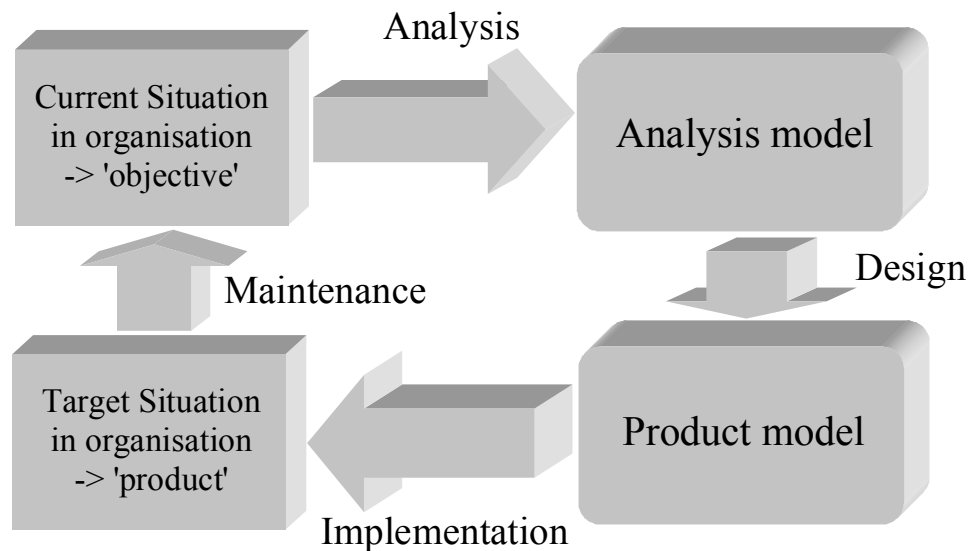 Analysis
Current Situation
in organisation
-> 'objective'
Analysis model
Design
Maintenance
Target Situation
in organisation
-> 'product'
Product model
Implementation